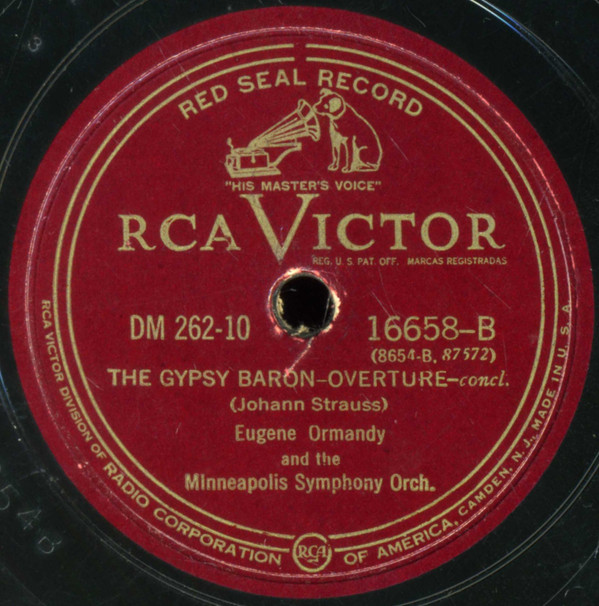 RED SEAL RECORD
"HIS MASTER'S VOICE"
RCA VICTOR
REG. U. S. PAT. OFF. MARCAS REGISTRADAS
DM 262-10
16658-B
(8654-B, 87572)
THE GYPSY BARON-OVERTURE-concl.
(Johann Strauss)
Eugene Ormandy
and the
Minneapolis Symphony Orch.
RCA VICTOR DIVISION OF RADIO CORPORATION OF AMERICA, CAMDEN, N. J., MADE IN U. S. A.
RCA